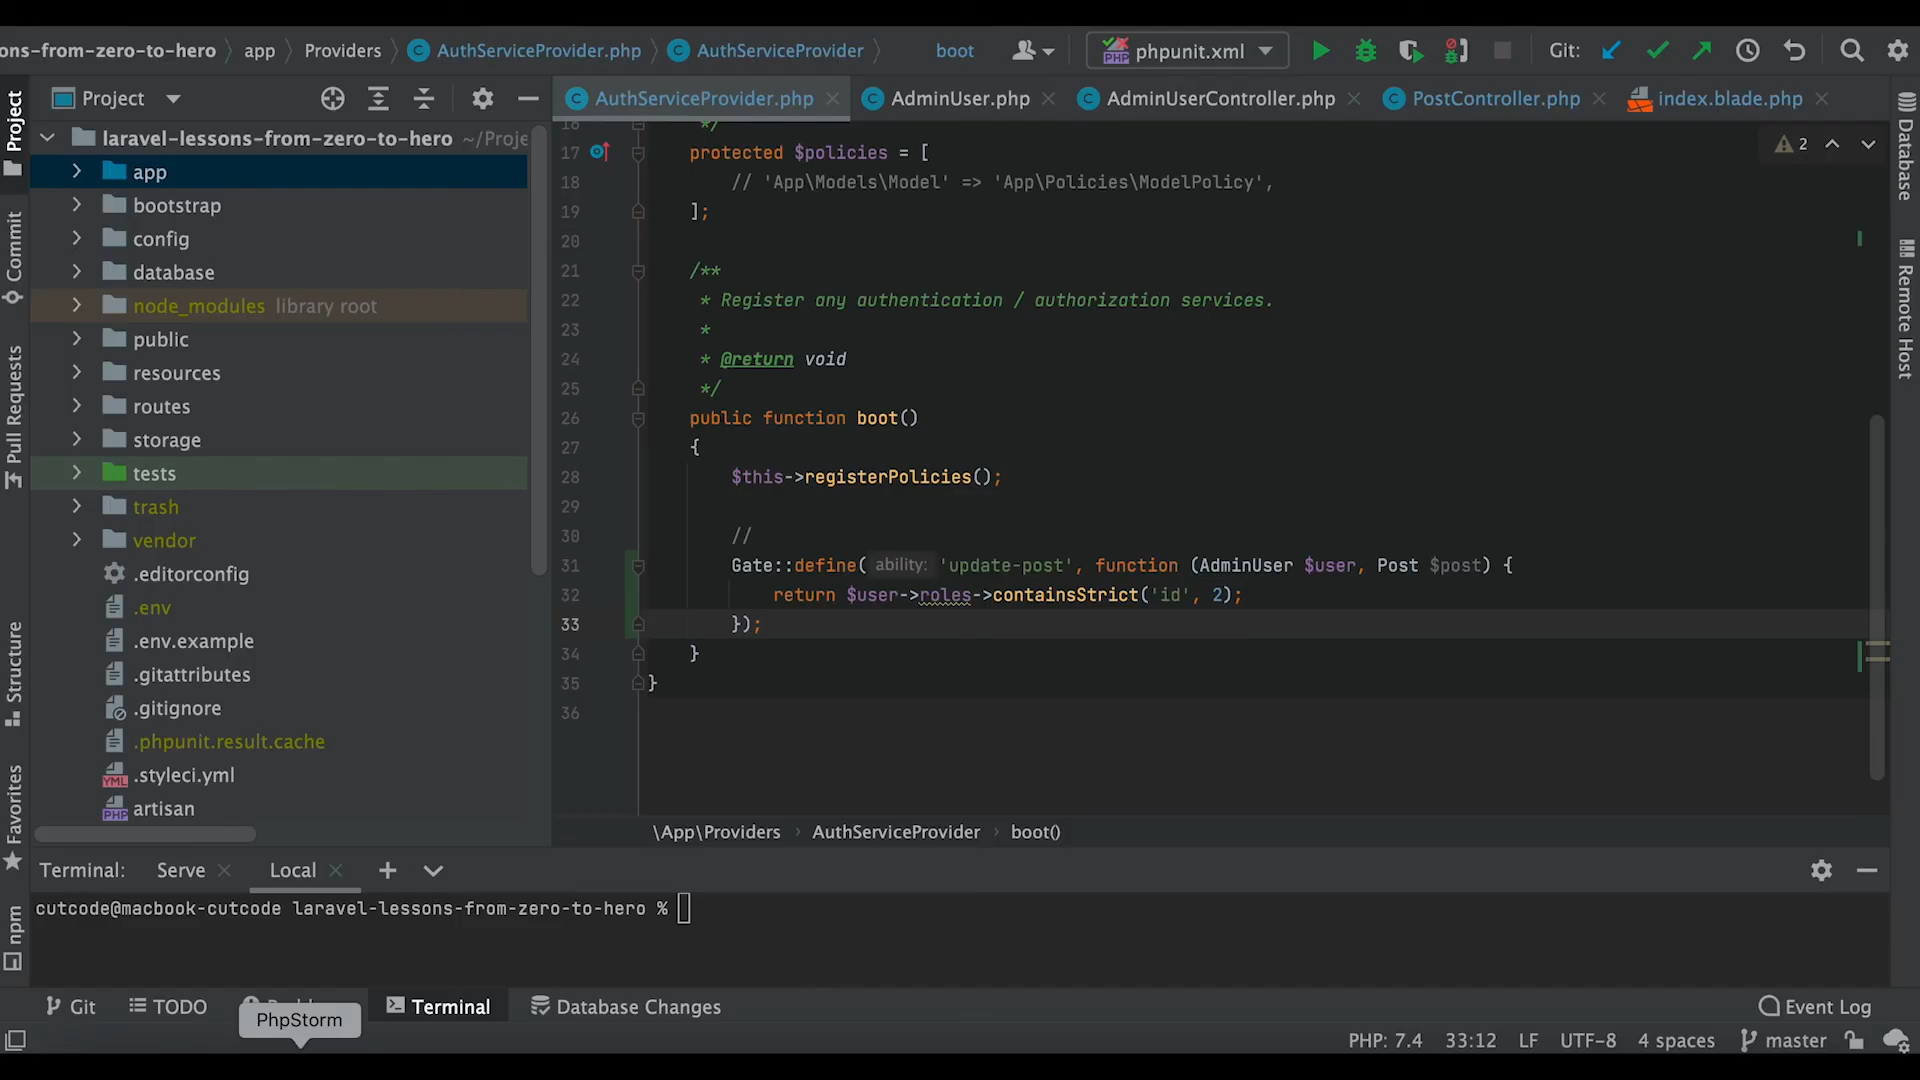 ons-from-zero-to-hero
app
Providers
AuthServiceProvider.php
AuthServiceProvider
boot
phpunit.xml
Git:
Project
AuthServiceProvider.php
AdminUser.php
AdminUserController.php
PostController.php
index.blade.php
Project
Commit
Pull Requests
Structure
Favorites
npm
laravel-lessons-from-zero-to-hero ~/Proje
app
bootstrap
config
database
node_modules library root
public
resources
routes
storage
tests
trash
vendor
.editorconfig
.env
.env.example
.gitattributes
.gitignore
.phpunit.result.cache
.styleci.yml
artisan
2
Database
Remote Host
16 */
17 protected $policies = [
18 // 'App\Models\Model' => 'App\Policies\ModelPolicy',
19 ];
20
21 /**
22 * Register any authentication / authorization services.
23 *
24 * @return void
25 */
26 public function boot()
27 {
28 $this->registerPolicies();
29
30 //
31 Gate::define( ability: 'update-post', function (AdminUser $user, Post $post) {
32 return $user->roles->containsStrict('id', 2);
33 });
34 }
35 }
36
\App\Providers
AuthServiceProvider
boot()
Terminal:
Serve
Local
cutcode@macbook-cutcode laravel-lessons-from-zero-to-hero %
Git
TODO
PhpStorm
Terminal
Database Changes
Event Log
PHP: 7.4
33:12
LF
UTF-8
4 spaces
master